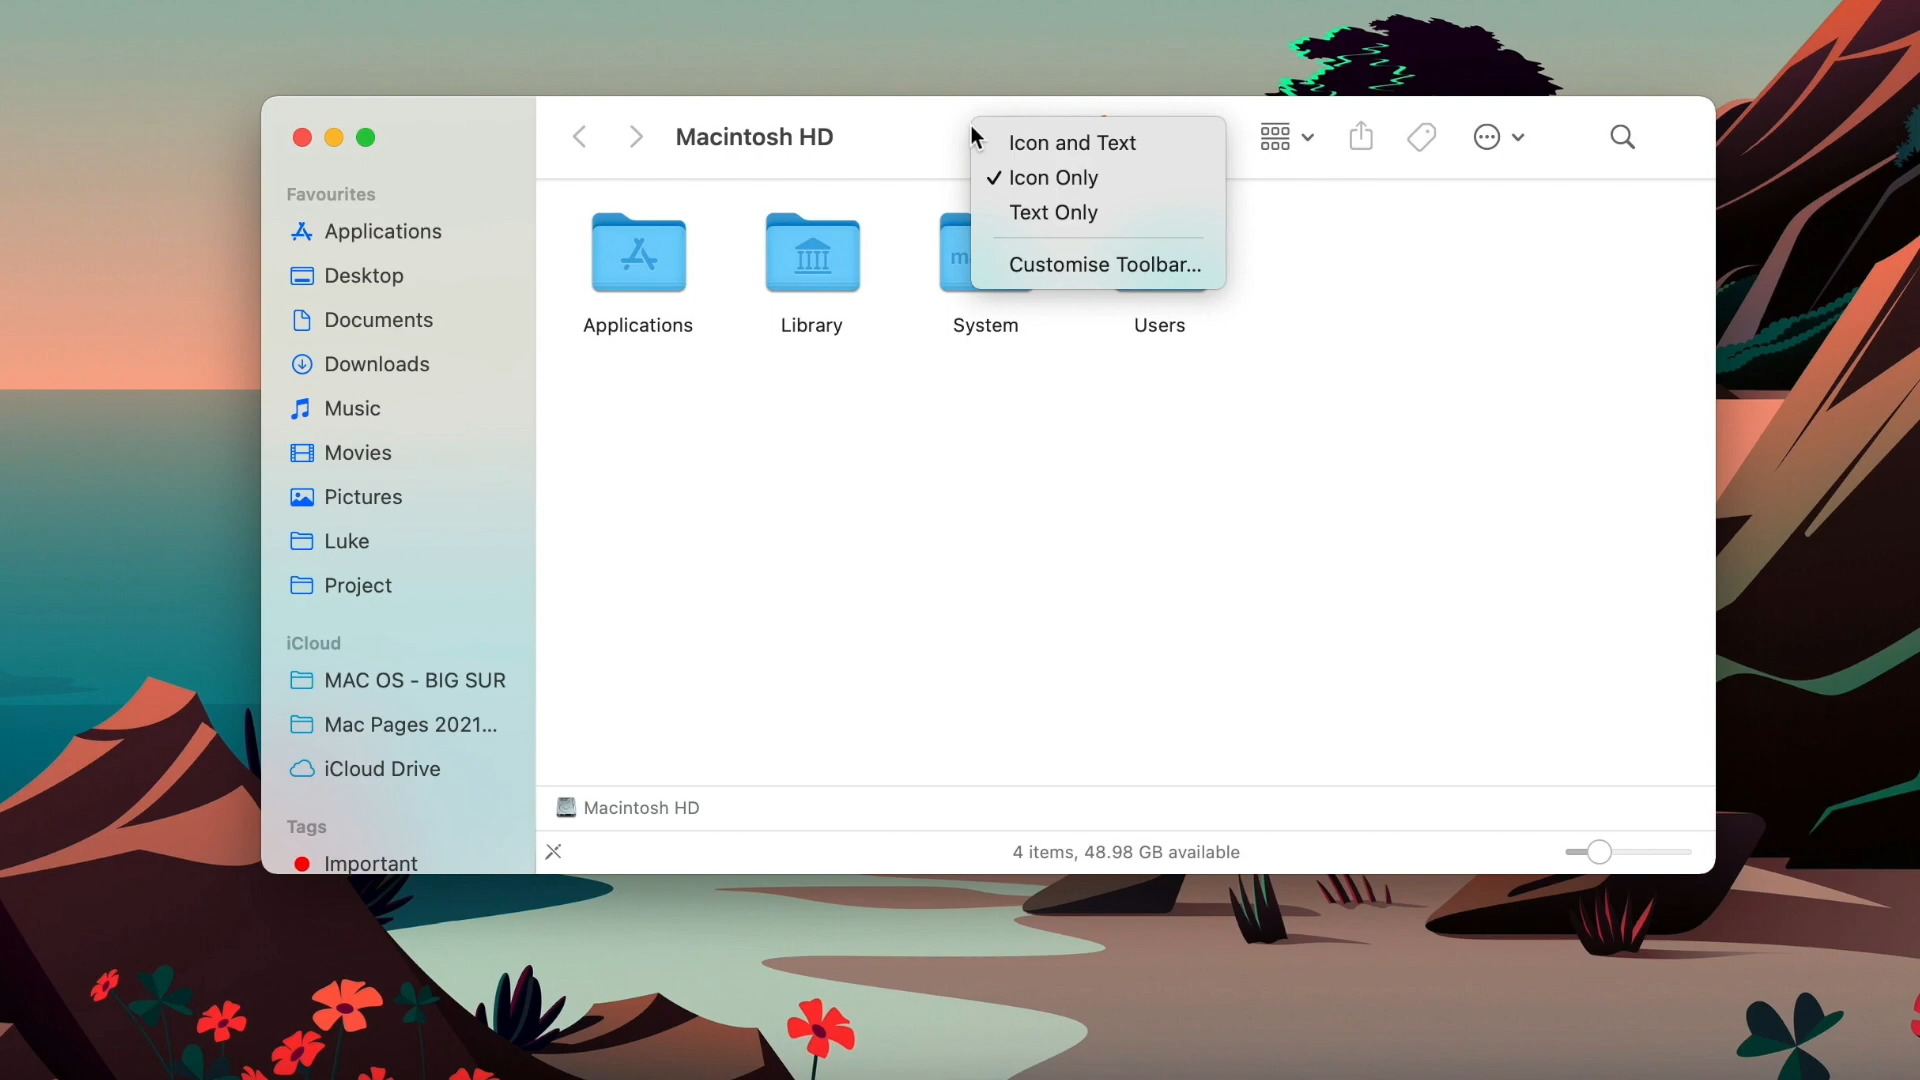 Macintosh HD
Icon and Text
Icon Only
Text Only
Customise Toolbar...
Favourites
Applications
Desktop
Documents
Downloads
Music
Movies
Pictures
Luke
Project
iCloud
MAC OS - BIG SUR
Mac Pages 2021...
iCloud Drive
Tags
Important
m
Applications
Library
System
Users
Macintosh HD
4 items, 48.98 GB available